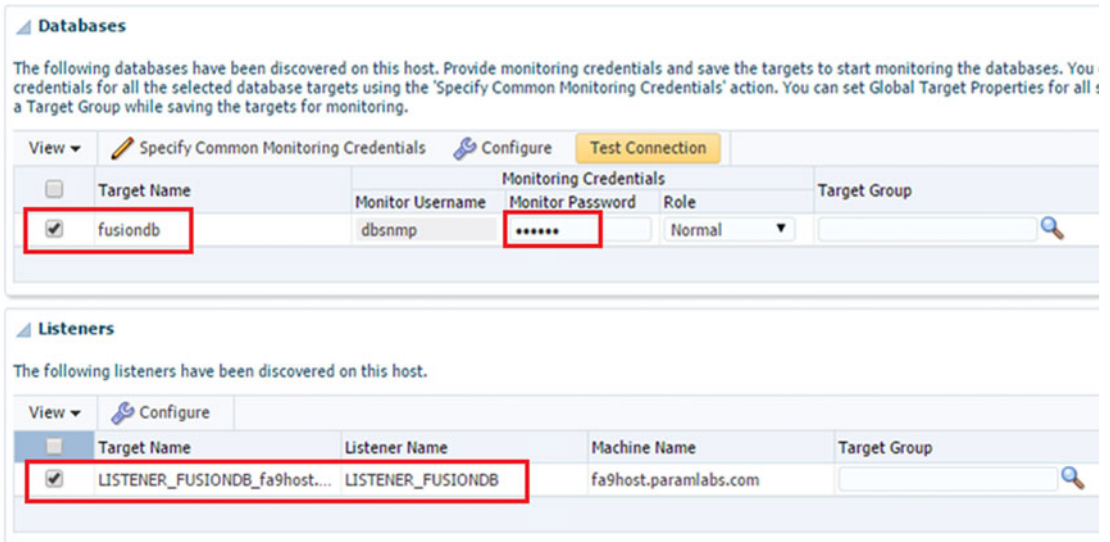 Databases
The following databases have been discovered on this host. Provide monitoring credentials and save the targets to start monitoring the databases. You
credentials for all the selected database targets using the 'Specify Common Monitoring Credentials' action. You can set Global Target Properties for all s
a Target Group while saving the targets for monitoring.
View Specify Common Monitoring Credentials Configure Test Connection
Monitoring Credentials
Target Name Target Group
Monitor Username Monitor Password Role
fusiondb dbsnmp •••••• Normal
Listeners
The following listeners have been discovered on this host.
View Configure
Target Name Listener Name Machine Name Target Group
LISTENER_FUSIONDB_fa9host.... LISTENER_FUSIONDB fa9host.paramlabs.com